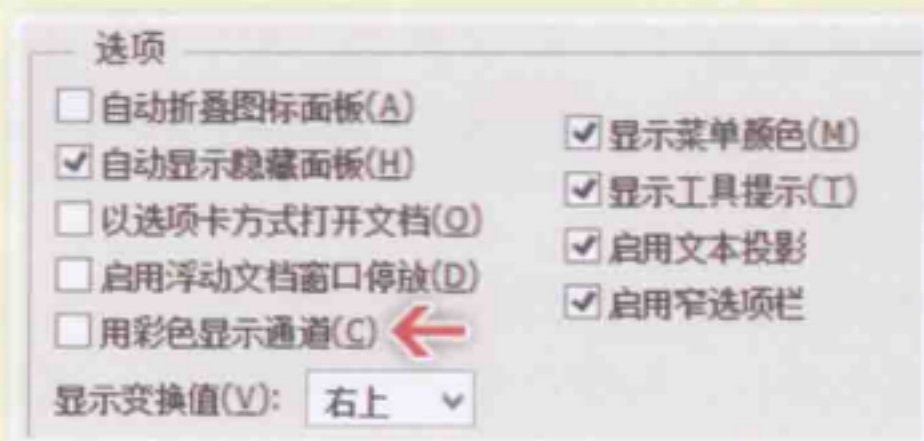 选项
自动折叠图标面板(A)
自动显示隐藏面板(H)
以选项卡方式打开文档(O)
启用浮动文档窗口停放(D)
用彩色显示通道(C)
显示变换值(V): 右上
显示菜单颜色(M)
显示工具提示(T)
启用文本投影
启用窄选项栏